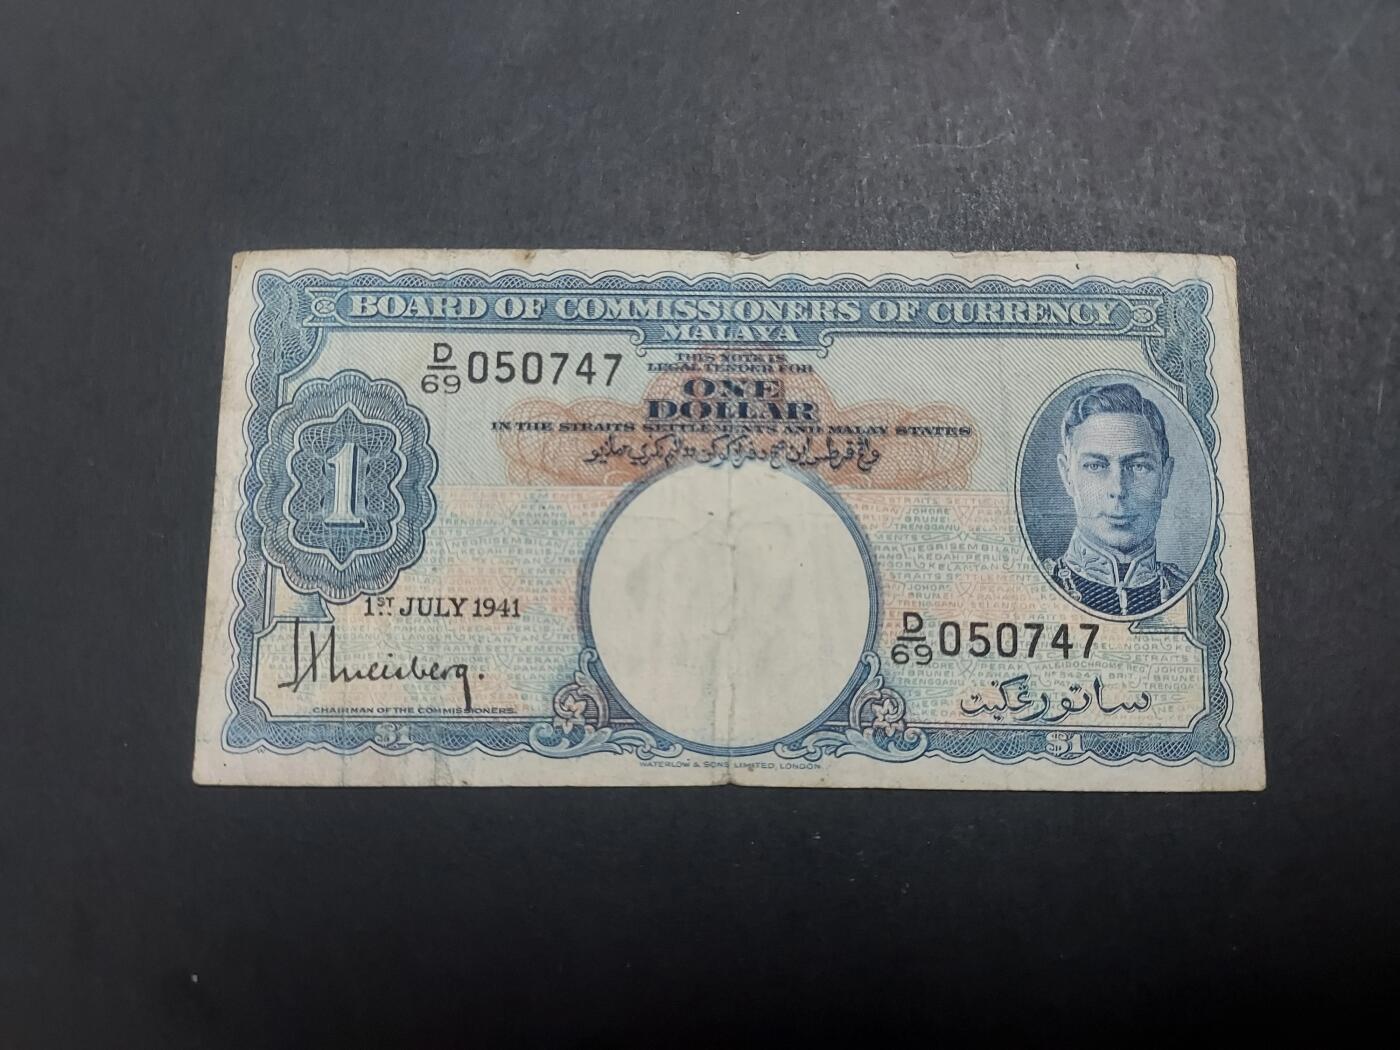 BOARD OF COMMISSIONERS OF CURRENCY
MALAYA
D/69 050747
THIS NOTE IS
LEGAL TENDER FOR
ONE
DOLLAR
IN THE STRAITS SETTLEMENTS AND MALAY STATES
1
1ST JULY 1941
CHAIRMAN OF THE COMMISSIONERS.
D/69 050747
ساتو رڠݢيت
$1
$1
WATERLOW & SONS LIMITED, LONDON.